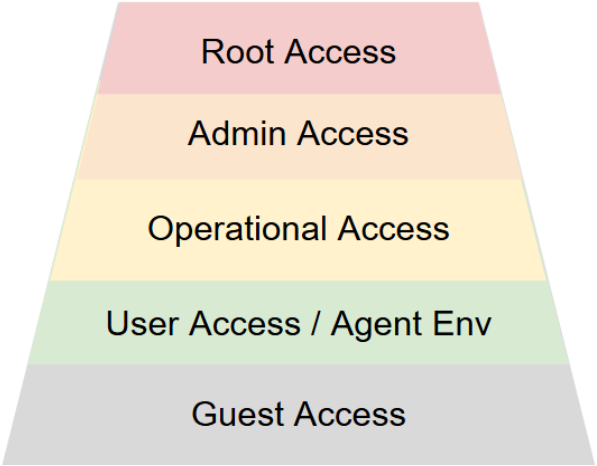 Root Access
Admin Access
Operational Access
User Access / Agent Env
Guest Access